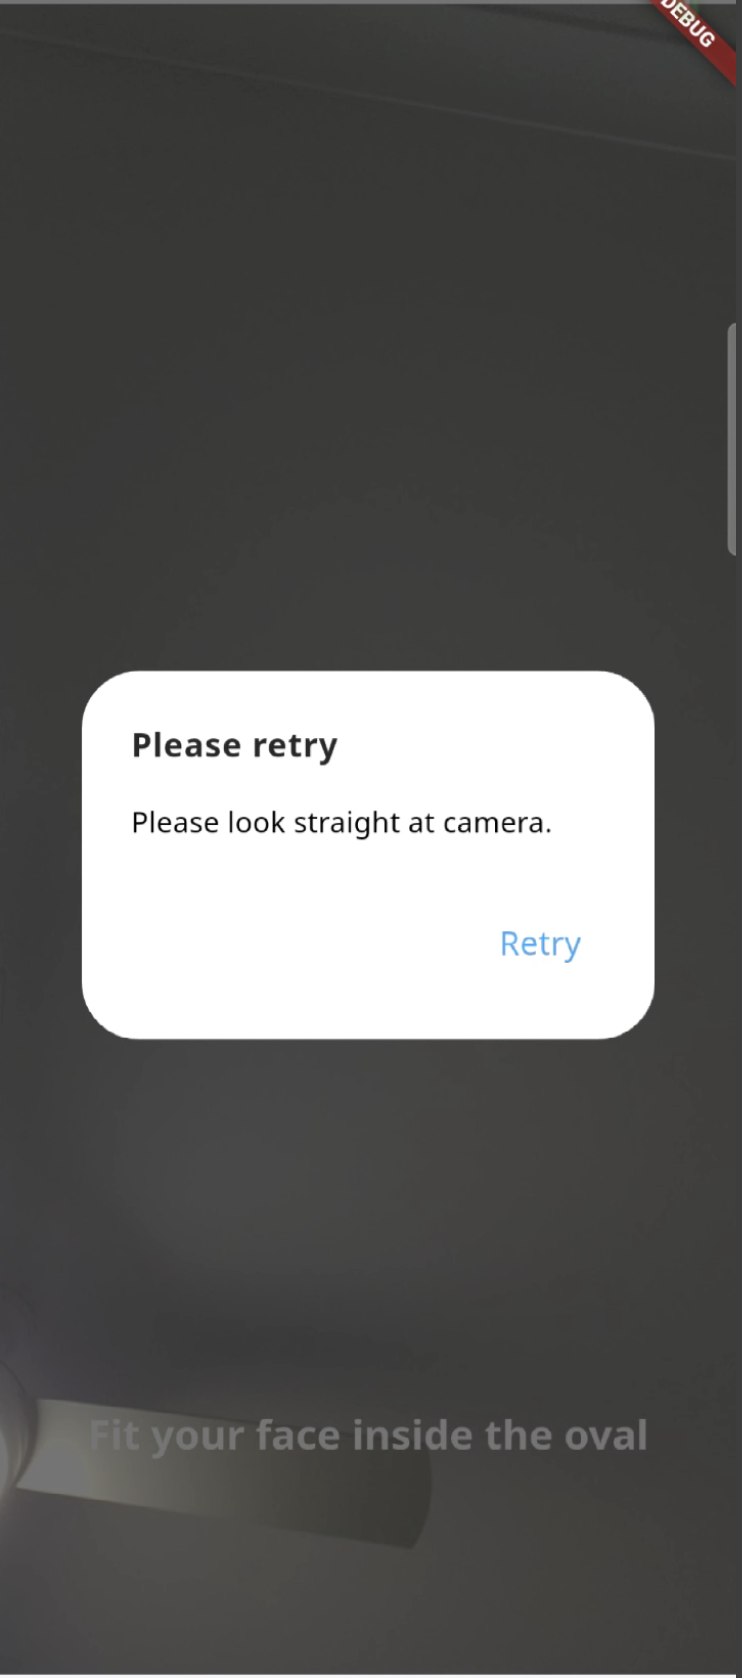 DEBUG
Please retry
Please look straight at camera.
Retry
Fit your face inside the oval